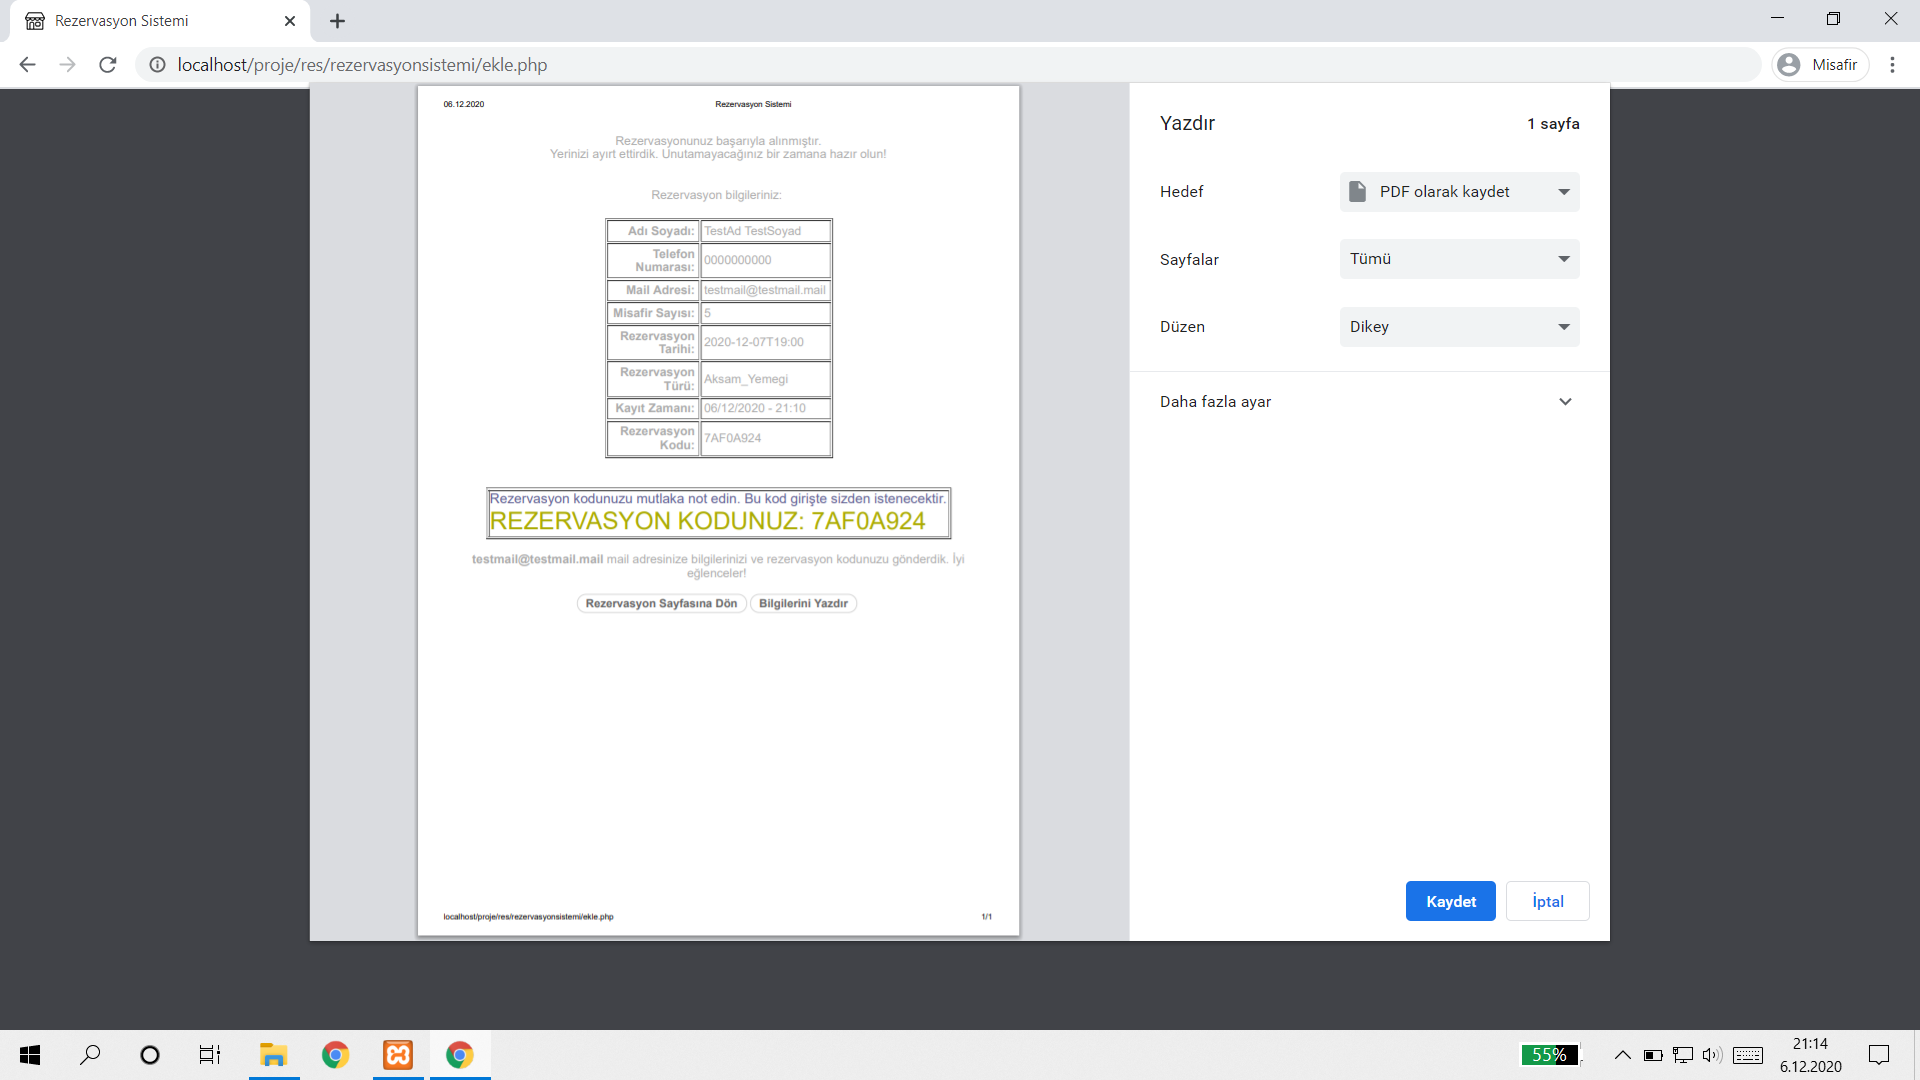 Rezervasyon Sistemi
localhost/proje/res/rezervasyonsistemi/ekle.php
Misafir
06.12.2020 Rezervasyon Sistemi
Rezervasyonunuz başarıyla alınmıştır.
Yerinizi ayırt ettirdik. Unutamayacağınız bir zamana hazır olun!
Rezervasyon bilgileriniz:
Adı Soyadı: TestAd TestSoyad
Telefon
Numarası: 0000000000
Mail Adresi: testmail@testmail.mail
Misafir Sayısı: 5
Rezervasyon
Tarihi: 2020-12-07T19:00
Rezervasyon
Türü: Aksam_Yemegi
Kayıt Zamanı: 06/12/2020 - 21:10
Rezervasyon
Kodu: 7AF0A924
Rezervasyon kodunuzu mutlaka not edin. Bu kod girişte sizden istenecektir.
REZERVASYON KODUNUZ: 7AF0A924
testmail@testmail.mail mail adresinize bilgilerinizi ve rezervasyon kodunuzu gönderdik. İyi
eğlenceler!
Rezervasyon Sayfasına Dön Bilgilerini Yazdır
localhost/proje/res/rezervasyonsistemi/ekle.php 1/1
Yazdır 1 sayfa
Hedef PDF olarak kaydet
Sayfalar Tümü
Düzen Dikey
Daha fazla ayar
Kaydet İptal
55%
21:14
6.12.2020